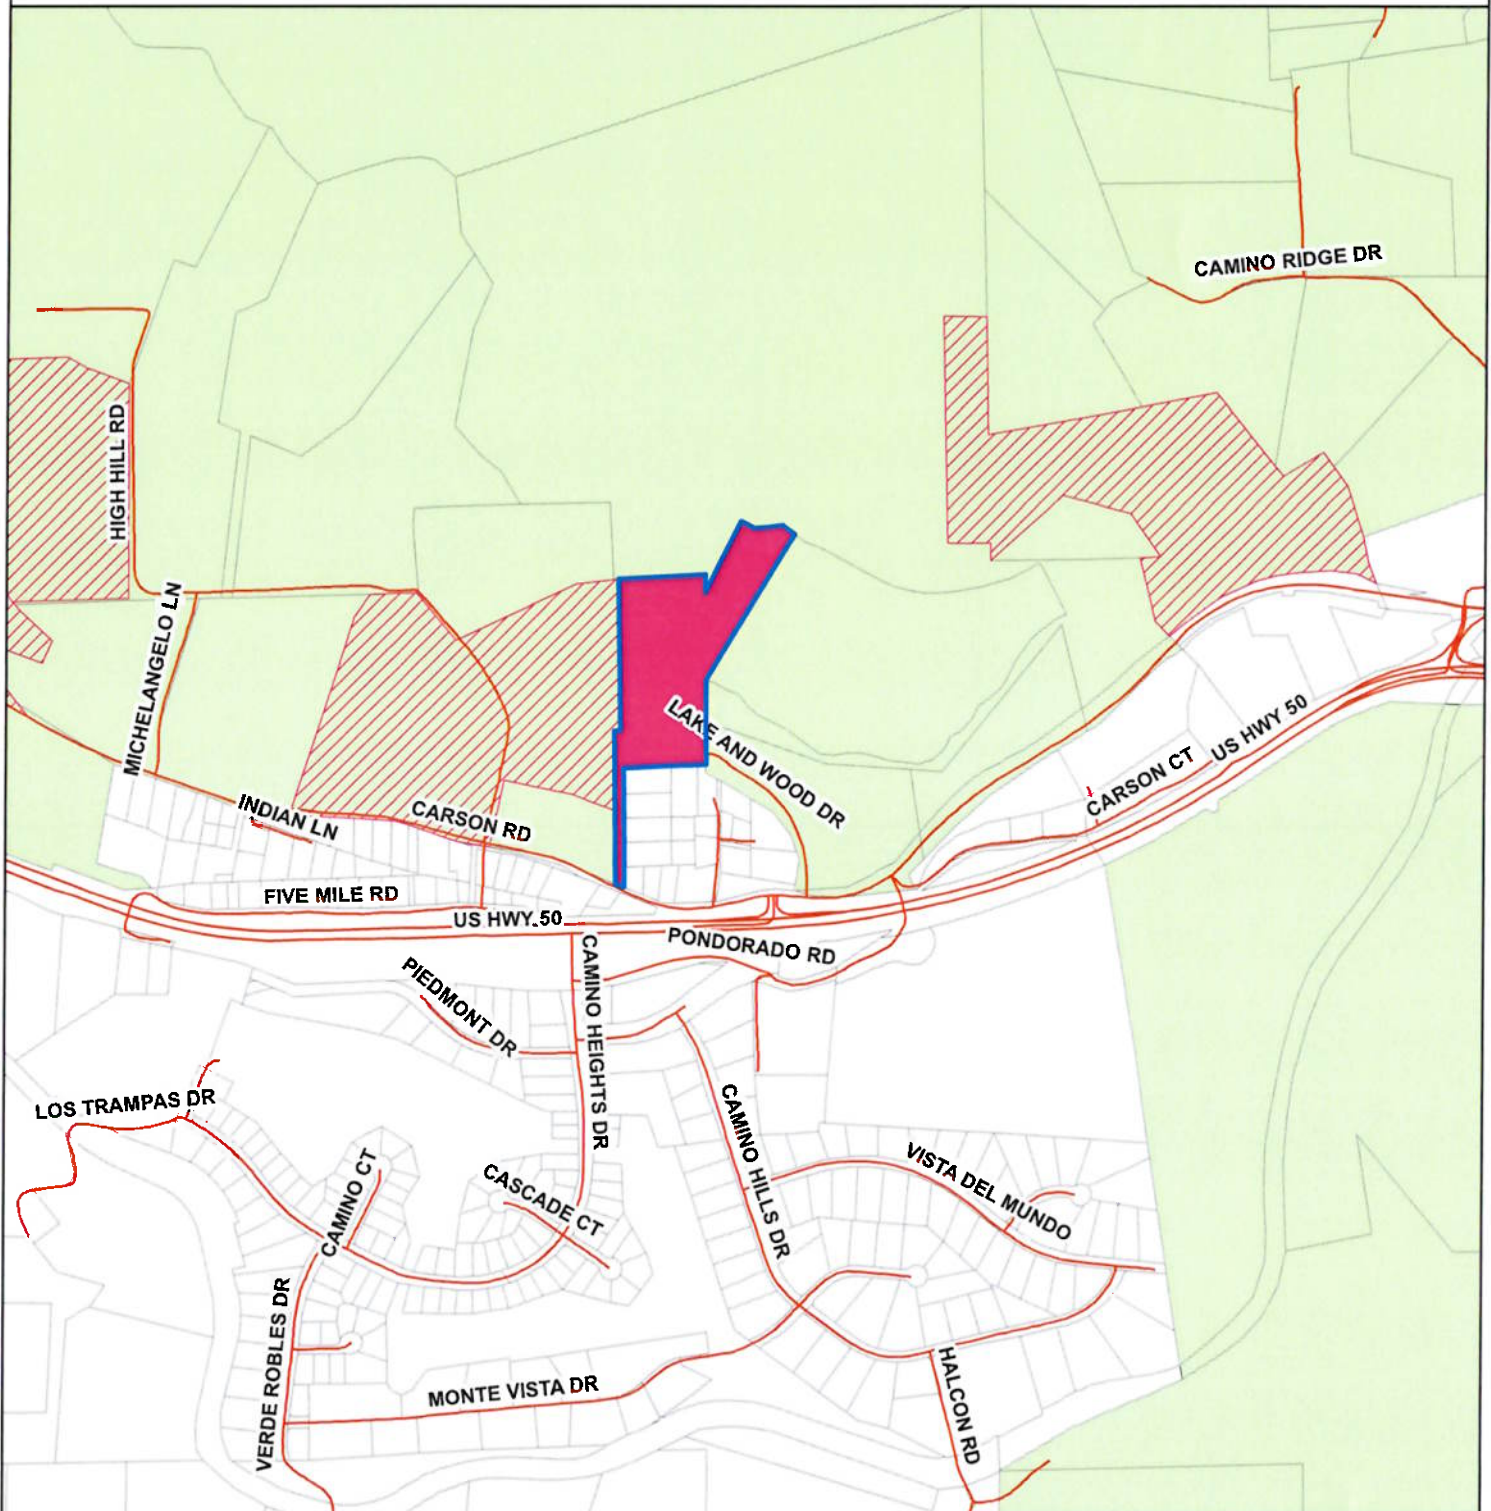 CAMINO RIDGE DR
HIGH HILL RD
MICHELANGELO LN
LAKE AND WOOD DR
US HWY 50
CARSON CT
INDIAN LN
CARSON RD
FIVE MILE RD
US HWY 50
PONDORADO RD
PIEDMONT DR
CAMINO HEIGHTS DR
LOS TRAMPAS DR
CAMINO HILLS DR
VISTA DEL MUNDO
CAMINO CT
CASCADE CT
VERDE ROBLES DR
MONTE VISTA DR
HALCON RD